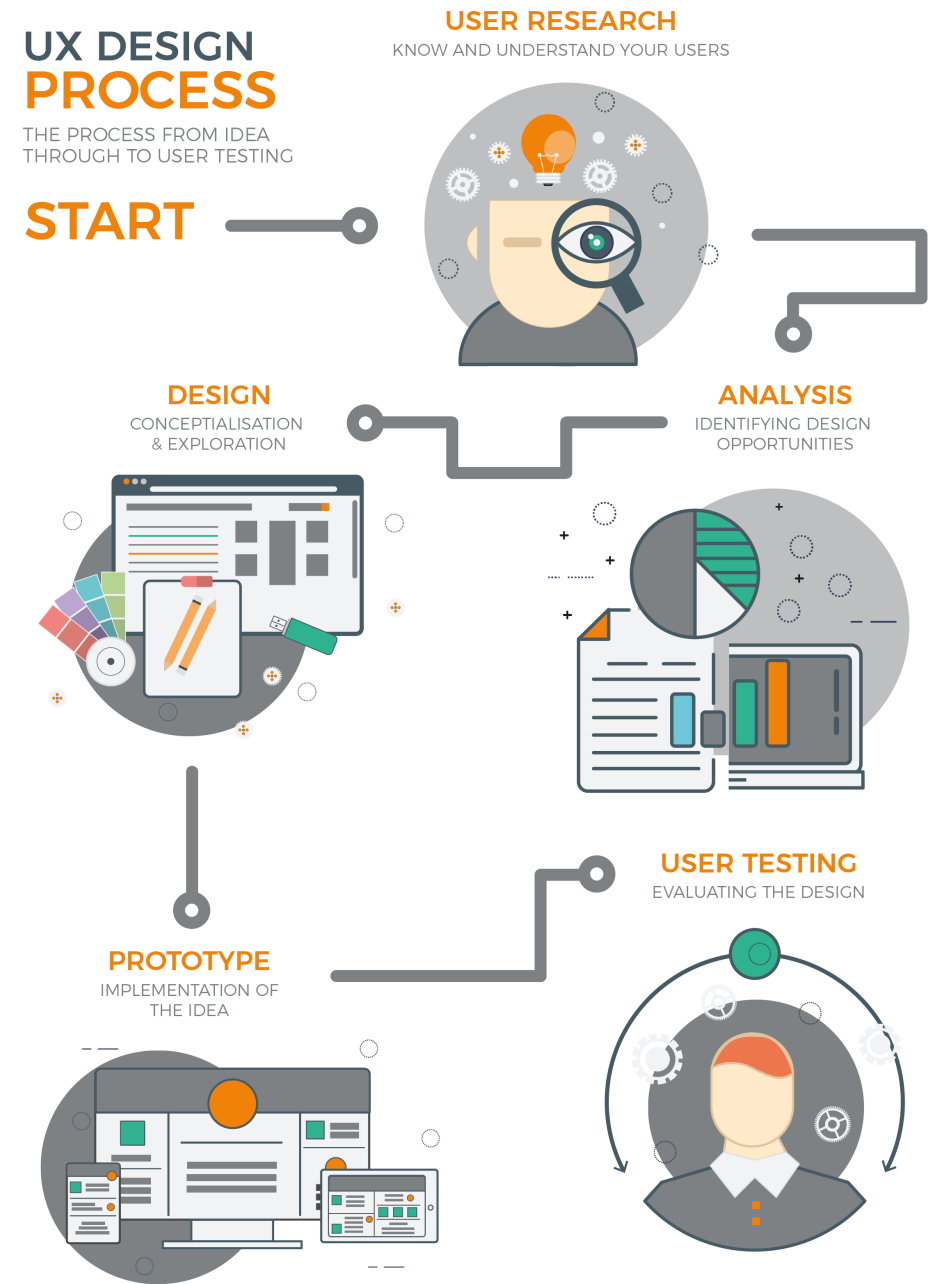 UX DESIGN
PROCESS
THE PROCESS FROM IDEA
THROUGH TO USER TESTING
START
USER RESEARCH
KNOW AND UNDERSTAND YOUR USERS
ANALYSIS
IDENTIFYING DESIGN
OPPORTUNITIES
DESIGN
CONCEPTIALISATION
& EXPLORATION
PROTOTYPE
IMPLEMENTATION OF
THE IDEA
USER TESTING
EVALUATING THE DESIGN